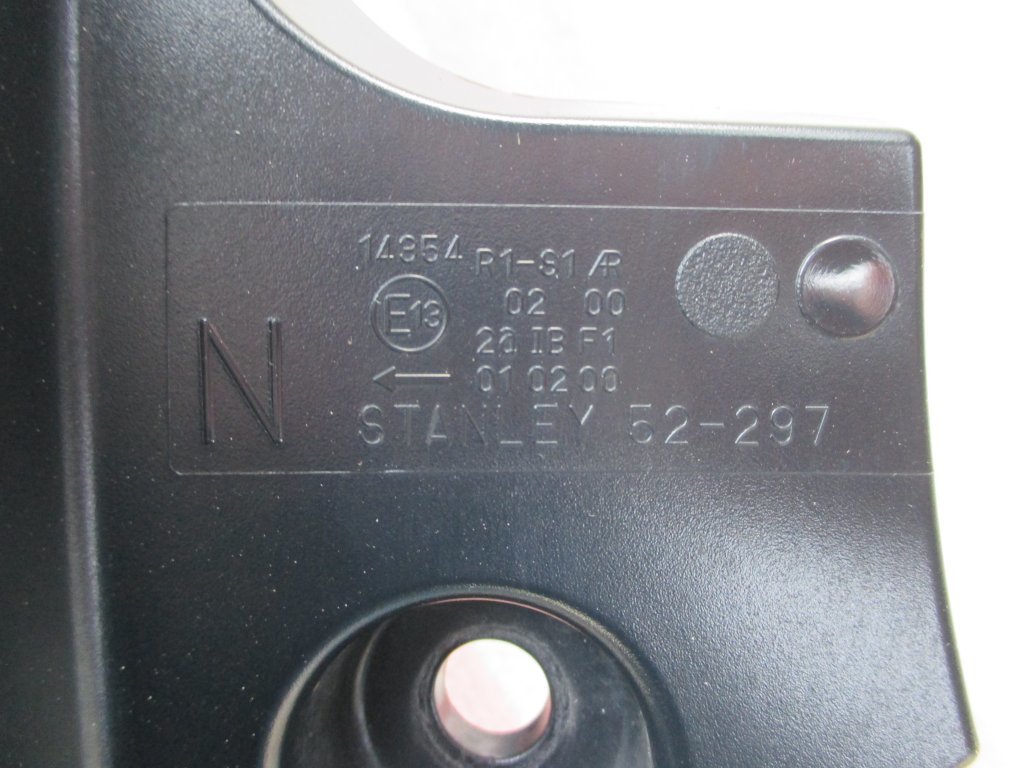 14354 R1-S1 AR
E13 02 00
N 2a IB F1
← 01 02 00
STANLEY 52-297